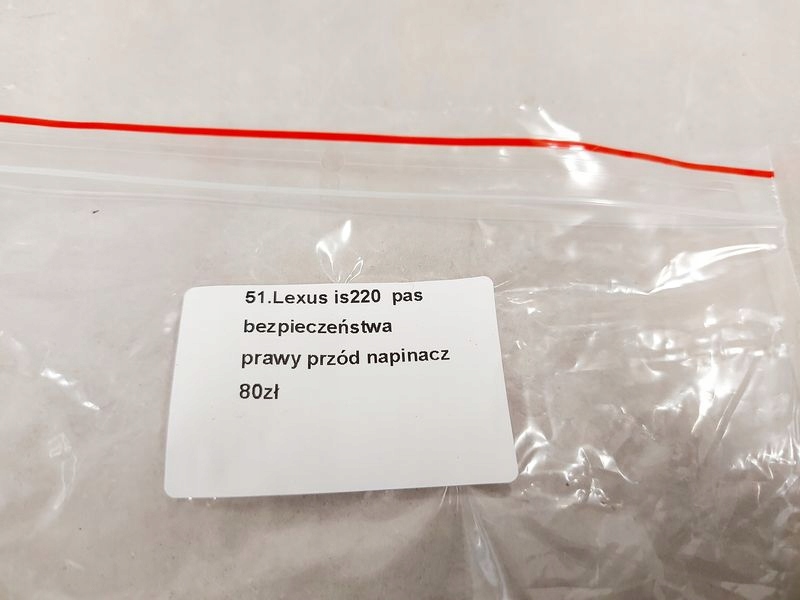 51.Lexus is220 pas
bezpieczeństwa
prawy przód napinacz
80zł